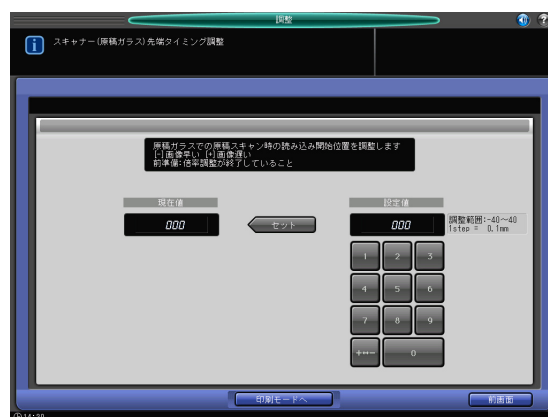 調整
スキャナー(原稿ガラス)先端タイミング調整
原稿ガラスでの原稿スキャン時の読み込み開始位置を調整します
[-]画像早い [+]画像遅い
前準備:倍率調整が終了していること
現在値
設定値
000
セット
000
調整範囲:-40~40
1step = 0.1mm
1 2 3
4 5 6
7 8 9
+↔- 0
印刷モードへ
前画面
14:20